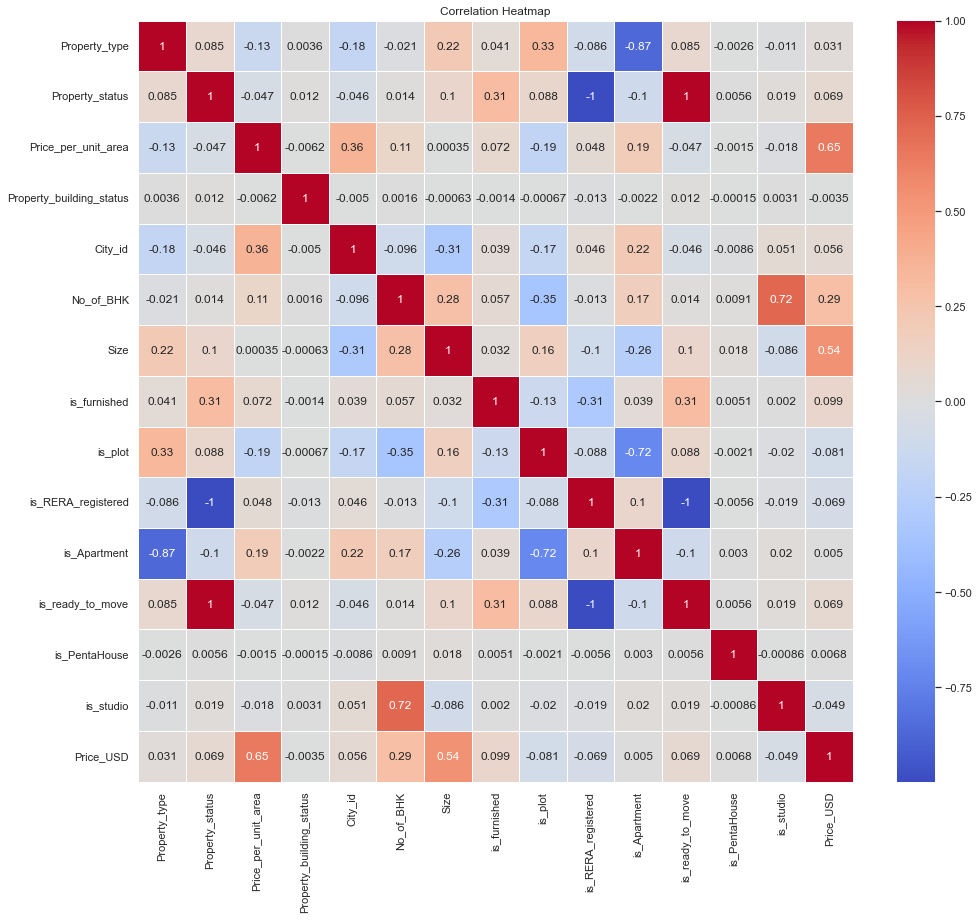 Correlation Heatmap
Property_type 1 0.085 -0.13 0.0036 -0.18 -0.021 0.22 0.041 0.33 -0.086 -0.87 0.085 -0.0026 -0.011 0.031
Property_status 0.085 1 -0.047 0.012 -0.046 0.014 0.1 0.31 0.088 -1 -0.1 1 0.0056 0.019 0.069
Price_per_unit_area -0.13 -0.047 1 -0.0062 0.36 0.11 0.00035 0.072 -0.19 0.048 0.19 -0.047 -0.0015 -0.018 0.65
Property_building_status 0.0036 0.012 -0.0062 1 -0.005 0.0016 -0.00063 -0.0014 -0.00067 -0.013 -0.0022 0.012 -0.00015 0.0031 -0.0035
City_id -0.18 -0.046 0.36 -0.005 1 -0.096 -0.31 0.039 -0.17 0.046 0.22 -0.046 -0.0086 0.051 0.056
No_of_BHK -0.021 0.014 0.11 0.0016 -0.096 1 0.28 0.057 -0.35 -0.013 0.17 0.014 0.0091 0.72 0.29
Size 0.22 0.1 0.00035 -0.00063 -0.31 0.28 1 0.032 0.16 -0.1 -0.26 0.1 0.018 -0.086 0.54
is_furnished 0.041 0.31 0.072 -0.0014 0.039 0.057 0.032 1 -0.13 -0.31 0.039 0.31 0.0051 0.002 0.099
is_plot 0.33 0.088 -0.19 -0.00067 -0.17 -0.35 0.16 -0.13 1 -0.088 -0.72 0.088 -0.0021 -0.02 -0.081
is_RERA_registered -0.086 -1 0.048 -0.013 0.046 -0.013 -0.1 -0.31 -0.088 1 0.1 -1 -0.0056 -0.019 -0.069
is_Apartment -0.87 -0.1 0.19 -0.0022 0.22 0.17 -0.26 0.039 -0.72 0.1 1 -0.1 0.003 0.02 0.005
is_ready_to_move 0.085 1 -0.047 0.012 -0.046 0.014 0.1 0.31 0.088 -1 -0.1 1 0.0056 0.019 0.069
is_PentaHouse -0.0026 0.0056 -0.0015 -0.00015 -0.0086 0.0091 0.018 0.0051 -0.0021 -0.0056 0.003 0.0056 1 -0.00086 0.0068
is_studio -0.011 0.019 -0.018 0.0031 0.051 0.72 -0.086 0.002 -0.02 -0.019 0.02 0.019 -0.00086 1 -0.049
Price_USD 0.031 0.069 0.65 -0.0035 0.056 0.29 0.54 0.099 -0.081 -0.069 0.005 0.069 0.0068 -0.049 1
Property_type
Property_status
Price_per_unit_area
Property_building_status
City_id
No_of_BHK
Size
is_furnished
is_plot
is_RERA_registered
is_Apartment
is_ready_to_move
is_PentaHouse
is_studio
Price_USD
1.00
0.75
0.50
0.25
0.00
−0.25
−0.50
−0.75